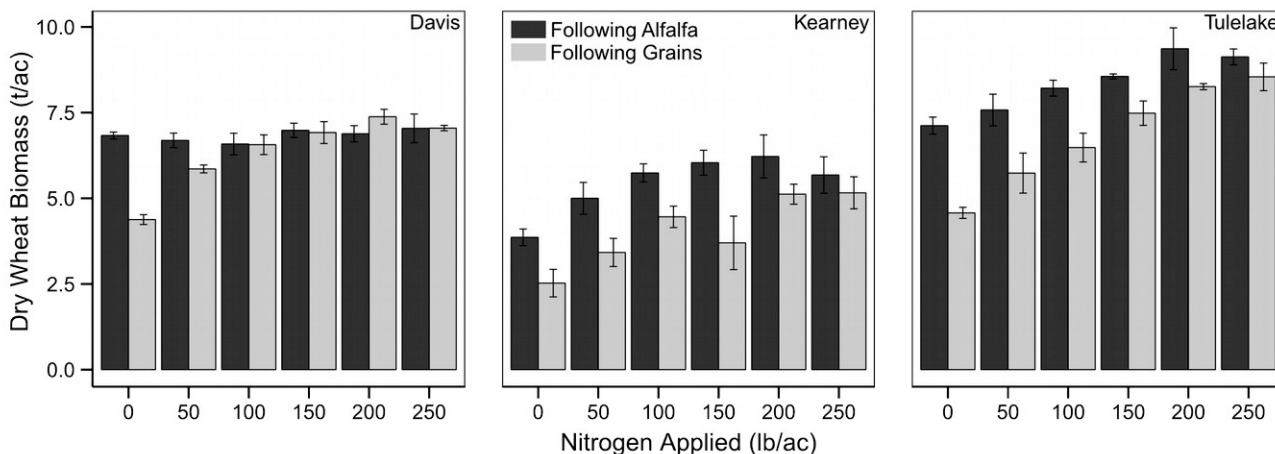 Dry Wheat Biomass (t/ac)
10.0
7.5
5.0
2.5
0.0
Davis
0 50 100 150 200 250
Kearney
Following Alfalfa
Following Grains
0 50 100 150 200 250
Tulelake
0 50 100 150 200 250
Nitrogen Applied (lb/ac)